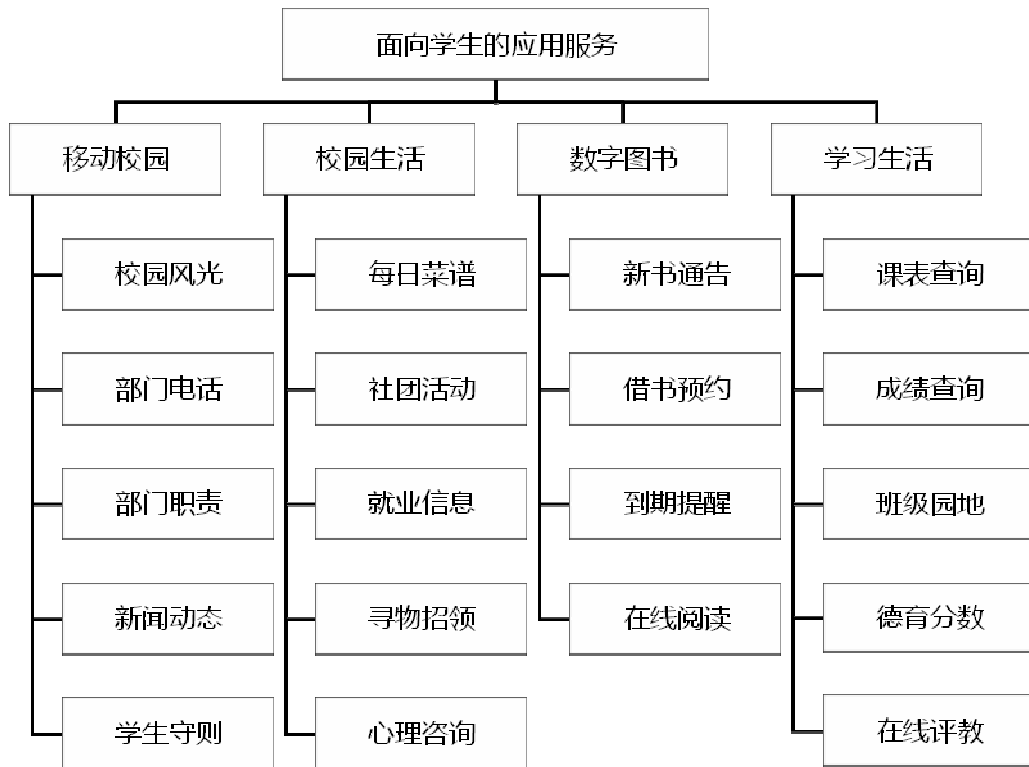 面向学生的应用服务
移动校园
校园生活
数字图书
学习生活
校园风光
每日菜谱
新书通告
课表查询
部门电话
社团活动
借书预约
成绩查询
部门职责
就业信息
到期提醒
班级园地
新闻动态
寻物招领
在线阅读
德育分数
学生守则
心理咨询
在线评教